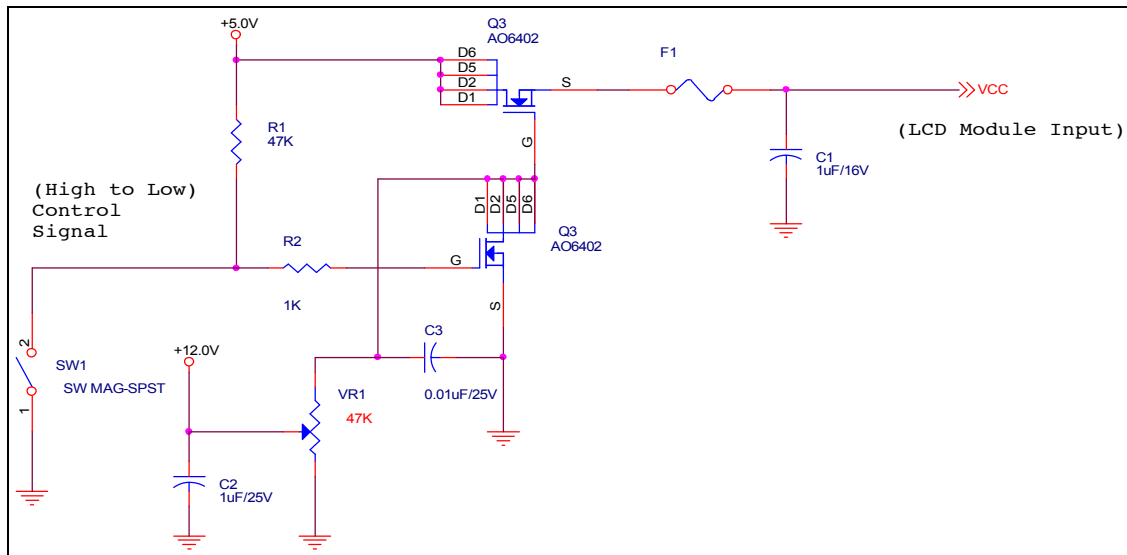 +5.0V
Q3
AO6402
D6
D5
D2
D1
S
G
F1
VCC
(LCD Module Input)
R1
47K
C1
1uF/16V
(High to Low)
Control
Signal
D1
D2
D5
D6
Q3
AO6402
R2
1K
G
S
C3
0.01uF/25V
+12.0V
2
SW1
SW MAG-SPST
1
VR1
47K
C2
1uF/25V